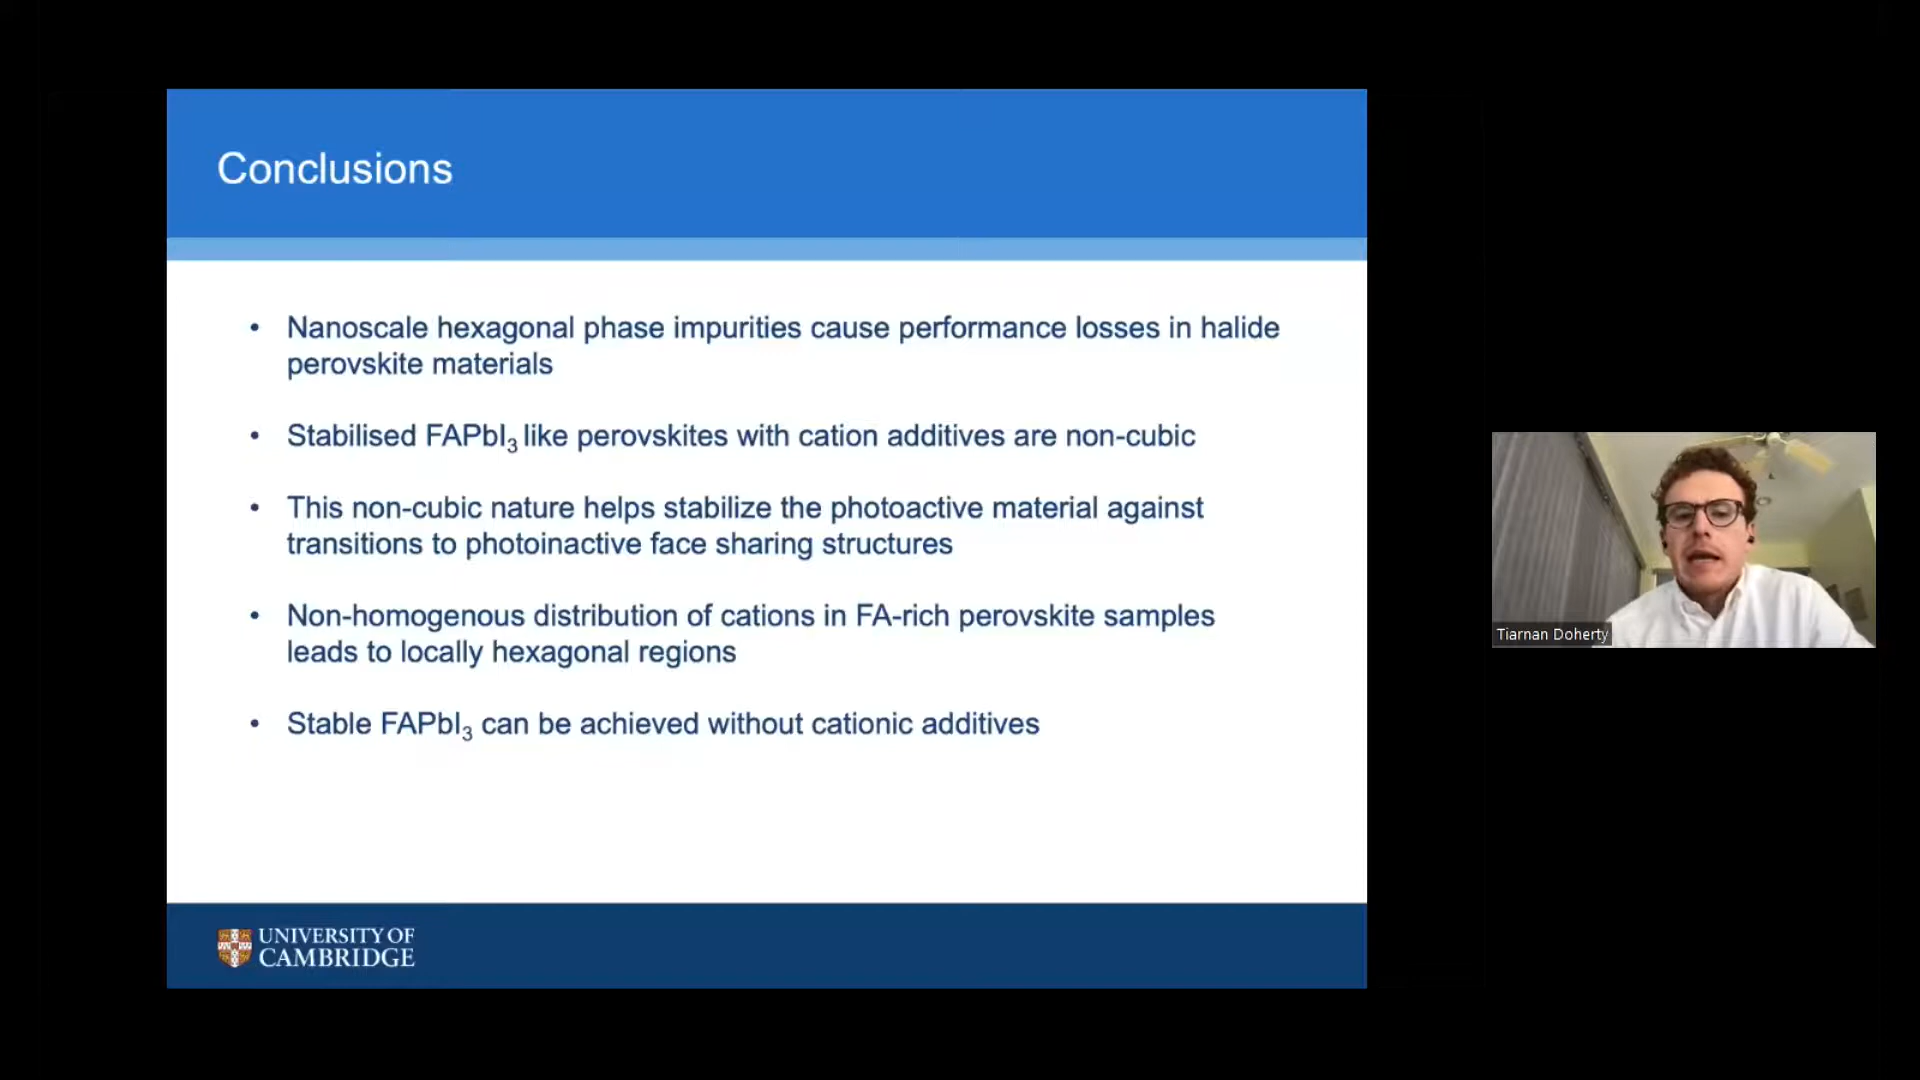 Conclusions
• Nanoscale hexagonal phase impurities cause performance losses in halide
perovskite materials
• Stabilised FAPbI₃ like perovskites with cation additives are non-cubic
• This non-cubic nature helps stabilize the photoactive material against
transitions to photoinactive face sharing structures
• Non-homogenous distribution of cations in FA-rich perovskite samples
leads to locally hexagonal regions
• Stable FAPbI₃ can be achieved without cationic additives
UNIVERSITY OF
CAMBRIDGE
Tiarnan Doherty